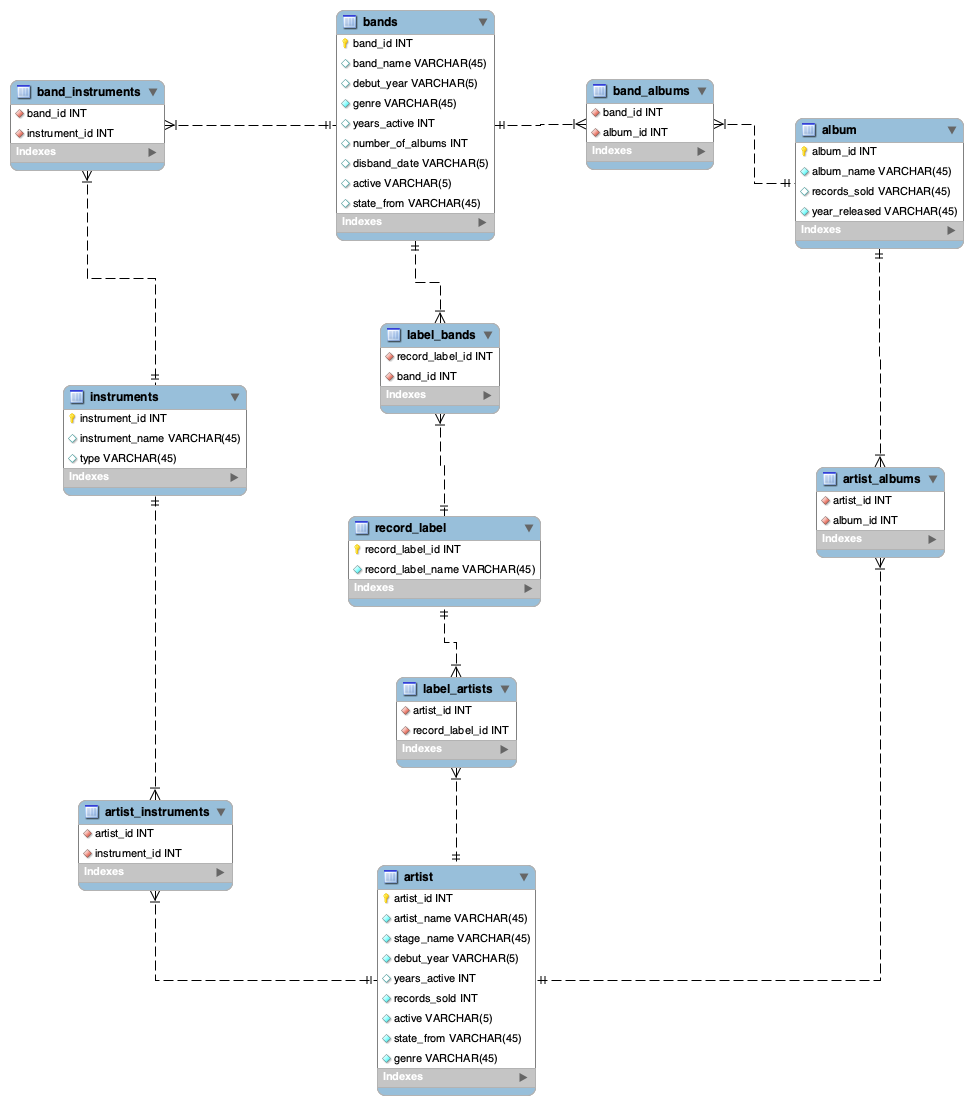 bands
band_id INT
band_name VARCHAR(45)
debut_year VARCHAR(5)
genre VARCHAR(45)
years_active INT
number_of_albums INT
disband_date VARCHAR(5)
active VARCHAR(5)
state_from VARCHAR(45)
Indexes
band_instruments
band_id INT
instrument_id INT
Indexes
band_albums
band_id INT
album_id INT
Indexes
album
album_id INT
album_name VARCHAR(45)
records_sold VARCHAR(45)
year_released VARCHAR(45)
Indexes
label_bands
record_label_id INT
band_id INT
Indexes
instruments
instrument_id INT
instrument_name VARCHAR(45)
type VARCHAR(45)
Indexes
artist_albums
artist_id INT
album_id INT
Indexes
record_label
record_label_id INT
record_label_name VARCHAR(45)
Indexes
label_artists
artist_id INT
record_label_id INT
Indexes
artist_instruments
artist_id INT
instrument_id INT
Indexes
artist
artist_id INT
artist_name VARCHAR(45)
stage_name VARCHAR(45)
debut_year VARCHAR(5)
years_active INT
records_sold INT
active VARCHAR(5)
state_from VARCHAR(45)
genre VARCHAR(45)
Indexes